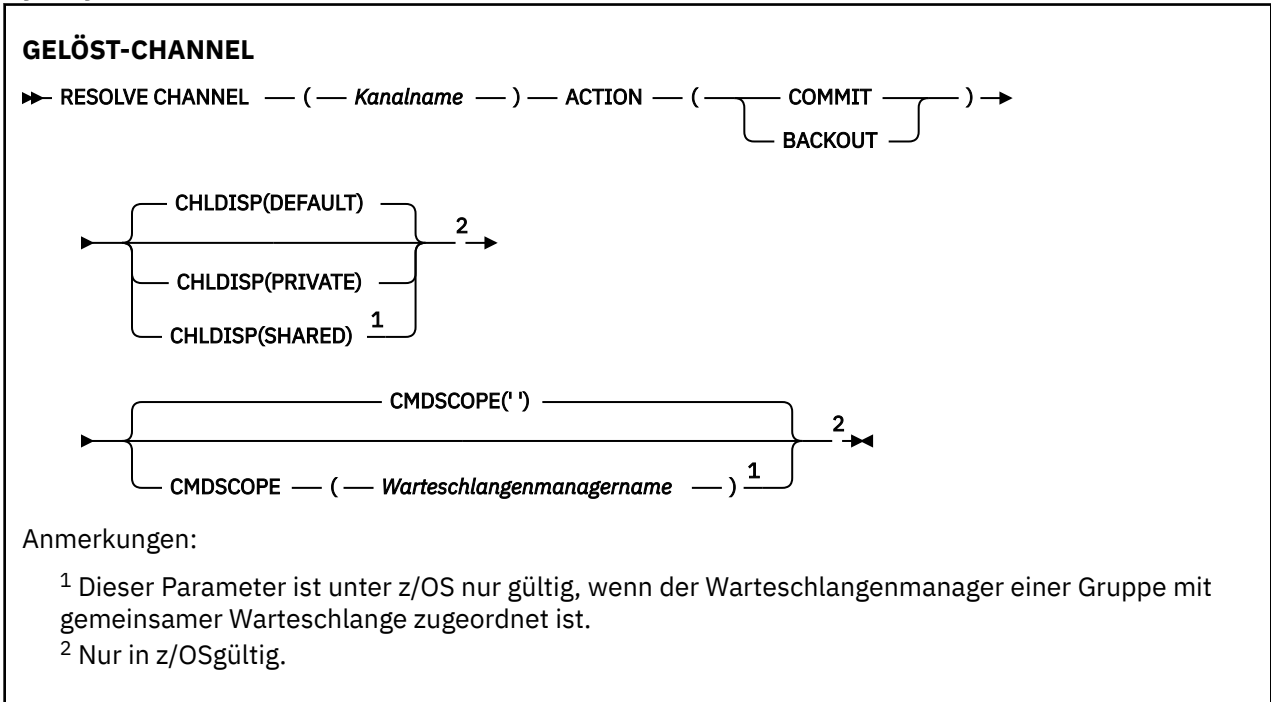 GELÖST-CHANNEL
RESOLVE CHANNEL ( Kanalname ) ACTION ( COMMIT )
BACKOUT
CHLDISP(DEFAULT)
2
CHLDISP(PRIVATE)
CHLDISP(SHARED) 1
CMDSCOPE(' ')
2
CMDSCOPE ( Warteschlangenmanagername ) 1
Anmerkungen:
1 Dieser Parameter ist unter z/OS nur gültig, wenn der Warteschlangenmanager einer Gruppe mit
gemeinsamer Warteschlange zugeordnet ist.
2 Nur in z/OSgültig.